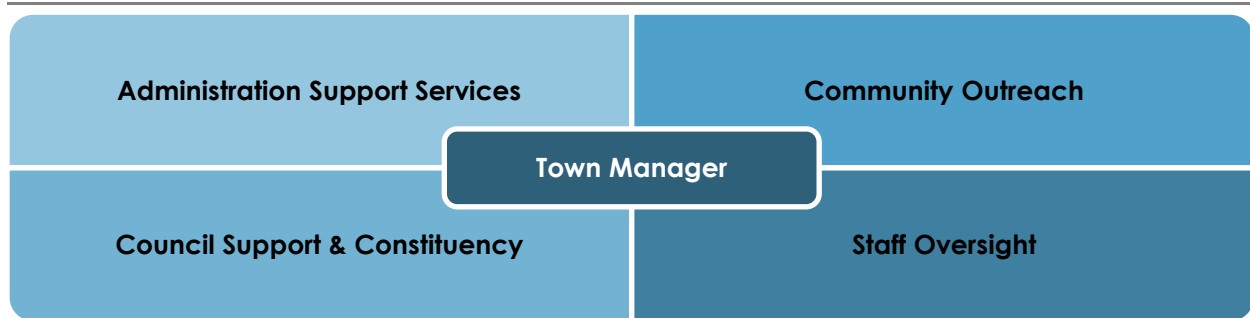 Administration Support Services
Community Outreach
Town Manager
Council Support & Constituency
Staff Oversight